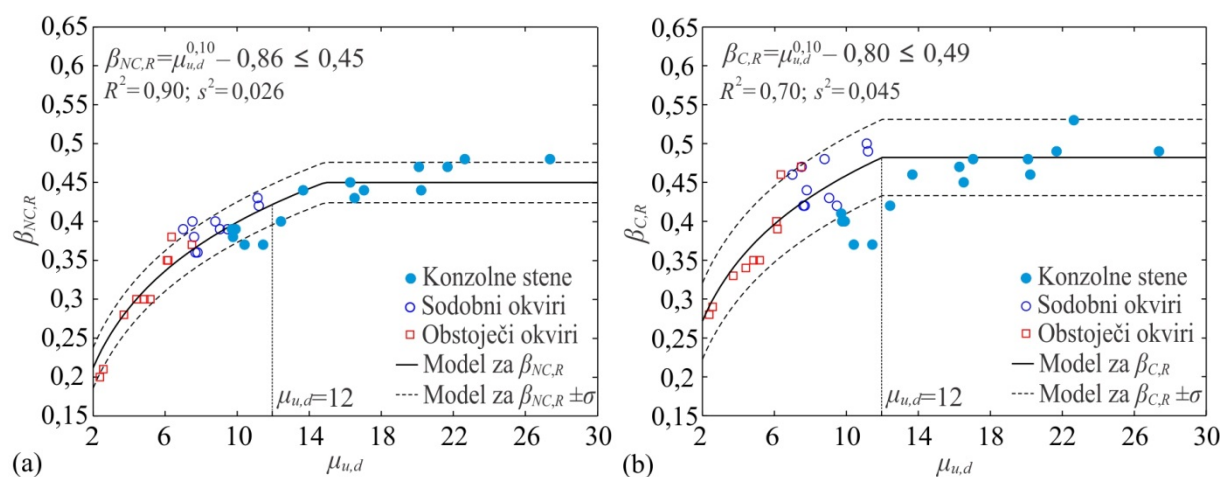 0,65
0,6
0,55
0,5
0,45
0,4
0,35
0,3
0,25
0,2
0,15
β_NC,R
β_NC,R=μ_u,d^0,10 – 0,86 ≤ 0,45
R²=0,90; s²=0,026
Konzolne stene
Sodobni okviri
Obstoječi okviri
Model za β_NC,R
Model za β_NC,R ±σ
μ_u,d=12
2 6 10 14 18 22 26 30
(a)
μ_u,d
0,65
0,6
0,55
0,5
0,45
0,4
0,35
0,3
0,25
0,2
0,15
β_C,R
β_C,R=μ_u,d^0,10 – 0,80 ≤ 0,49
R²=0,70; s²=0,045
Konzolne stene
Sodobni okviri
Obstoječi okviri
Model za β_C,R
Model za β_C,R ±σ
μ_u,d=12
2 6 10 14 18 22 26 30
(b)
μ_u,d